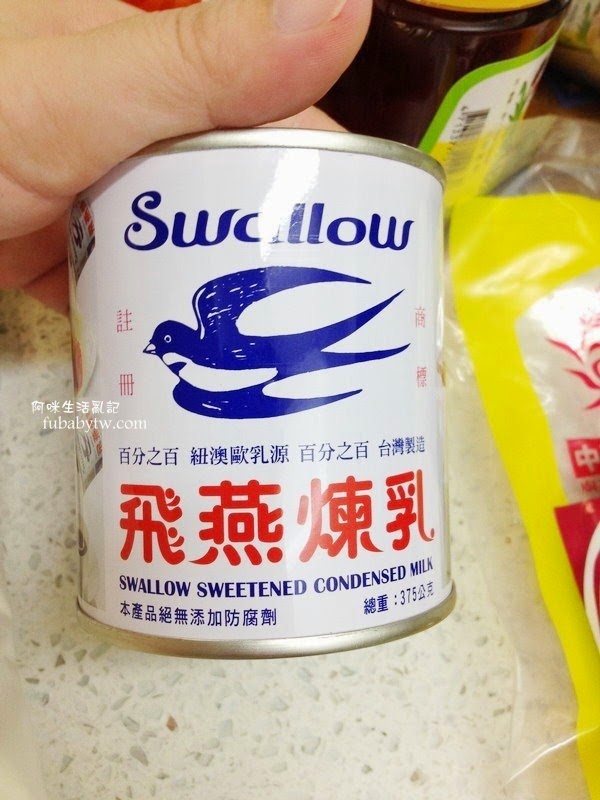 Swallow
註冊
商標
阿咪生活亂記
fubabytw.com
百分之百 紐澳歐乳源 百分之百 台灣製造
飛燕煉乳
SWALLOW SWEETENED CONDENSED MILK
本產品絕無添加防腐劑
總重：375公克
中